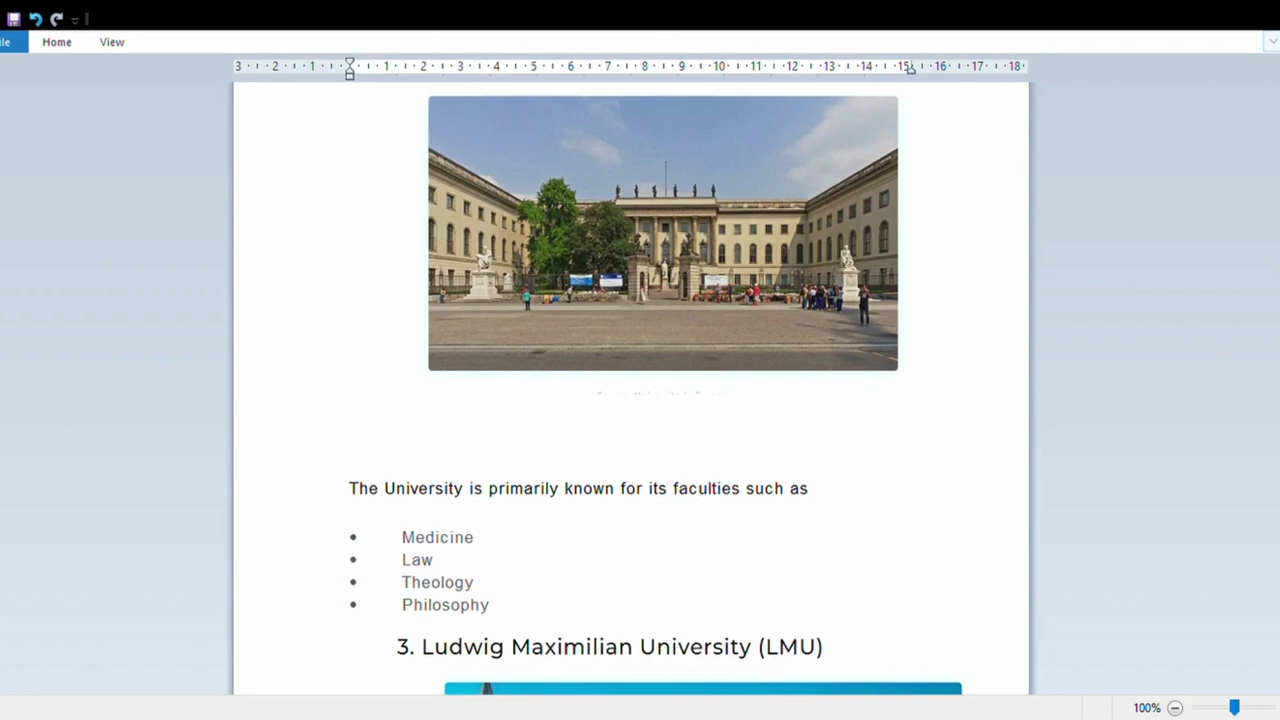 ile Home View
3 2 1 1 2 3 4 5 6 7 8 9 10 11 12 13 14 15 16 17 18
The University is primarily known for its faculties such as
• Medicine
• Law
• Theology
• Philosophy
3. Ludwig Maximilian University (LMU)
100%